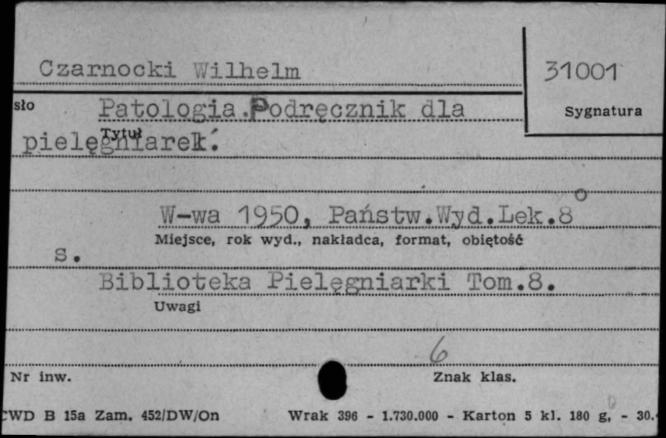 Czarnocki Wilhelm
31001
sło
Patologia.Podręcznik dla
Sygnatura
Tytuł
pielęgniarek.
W-wa 1950, Państw.Wyd.Lek.8°
Miejsce, rok wyd., nakładca, format, objętość
s.
Biblioteka Pielęgniarki Tom.8.
Uwagi
6
Nr inw.
Znak klas.
CWD B 15a Zam. 452/DW/On Wrak 396 - 1.730.000 - Karton 5 kl. 180 g, - 30.